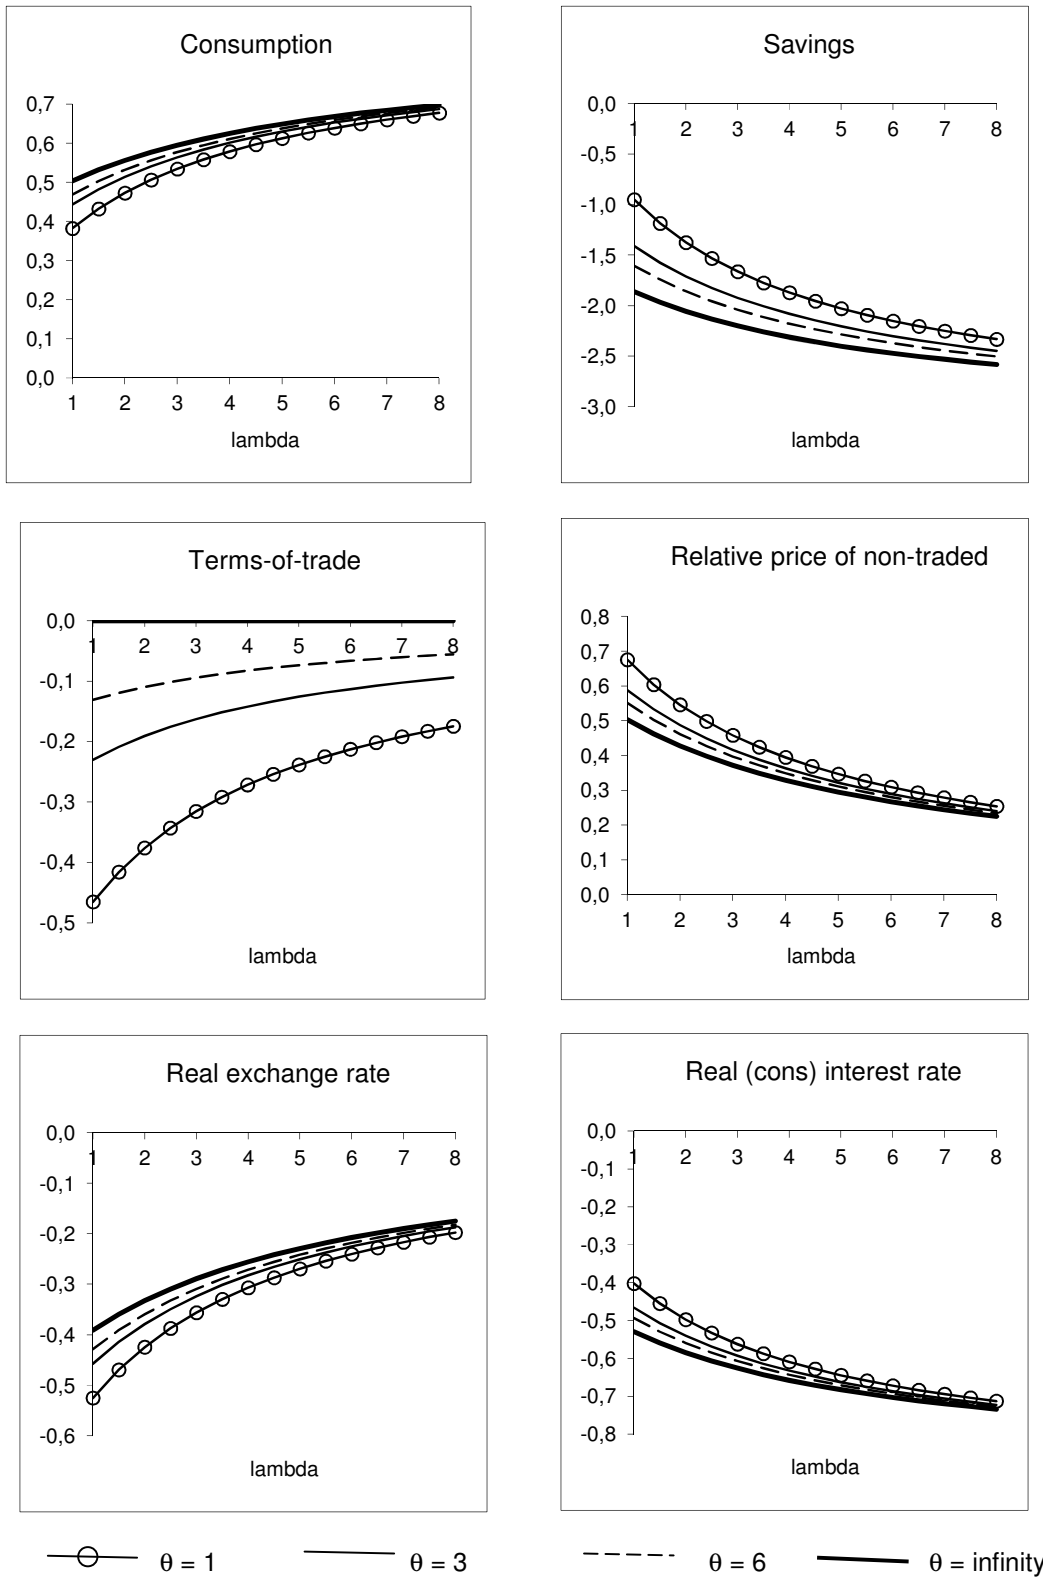 Consumption
0,7
0,6
0,5
0,4
0,3
0,2
0,1
0,0
1 2 3 4 5 6 7 8
lambda
Savings
0,0
1 2 3 4 5 6 7 8
-0,5
-1,0
-1,5
-2,0
-2,5
-3,0
lambda
Terms-of-trade
0,0
1 2 3 4 5 6 7 8
-0,1
-0,2
-0,3
-0,4
-0,5
lambda
Relative price of non-traded
0,8
0,7
0,6
0,5
0,4
0,3
0,2
0,1
0,0
1 2 3 4 5 6 7 8
lambda
Real exchange rate
0,0
1 2 3 4 5 6 7 8
-0,1
-0,2
-0,3
-0,4
-0,5
-0,6
lambda
Real (cons) interest rate
0,0
1 2 3 4 5 6 7 8
-0,1
-0,2
-0,3
-0,4
-0,5
-0,6
-0,7
-0,8
lambda
θ = 1 θ = 3 θ = 6 θ = infinity